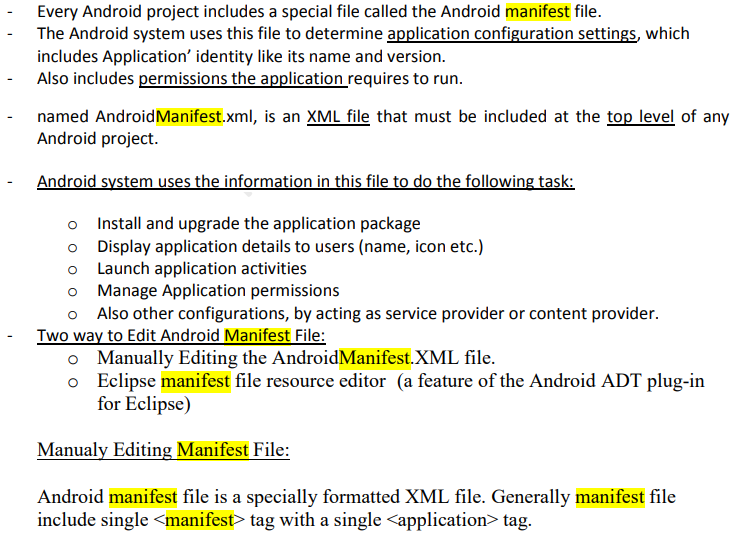 - Every Android project includes a special file called the Android manifest file.
- The Android system uses this file to determine application configuration settings, which
includes Application’ identity like its name and version.
- Also includes permissions the application requires to run.
- named AndroidManifest.xml, is an XML file that must be included at the top level of any
Android project.
- Android system uses the information in this file to do the following task:
o Install and upgrade the application package
o Display application details to users (name, icon etc.)
o Launch application activities
o Manage Application permissions
o Also other configurations, by acting as service provider or content provider.
- Two way to Edit Android Manifest File:
o Manually Editing the AndroidManifest.XML file.
o Eclipse manifest file resource editor (a feature of the Android ADT plug-in
for Eclipse)
Manualy Editing Manifest File:
Android manifest file is a specially formatted XML file. Generally manifest file
include single <manifest> tag with a single <application> tag.